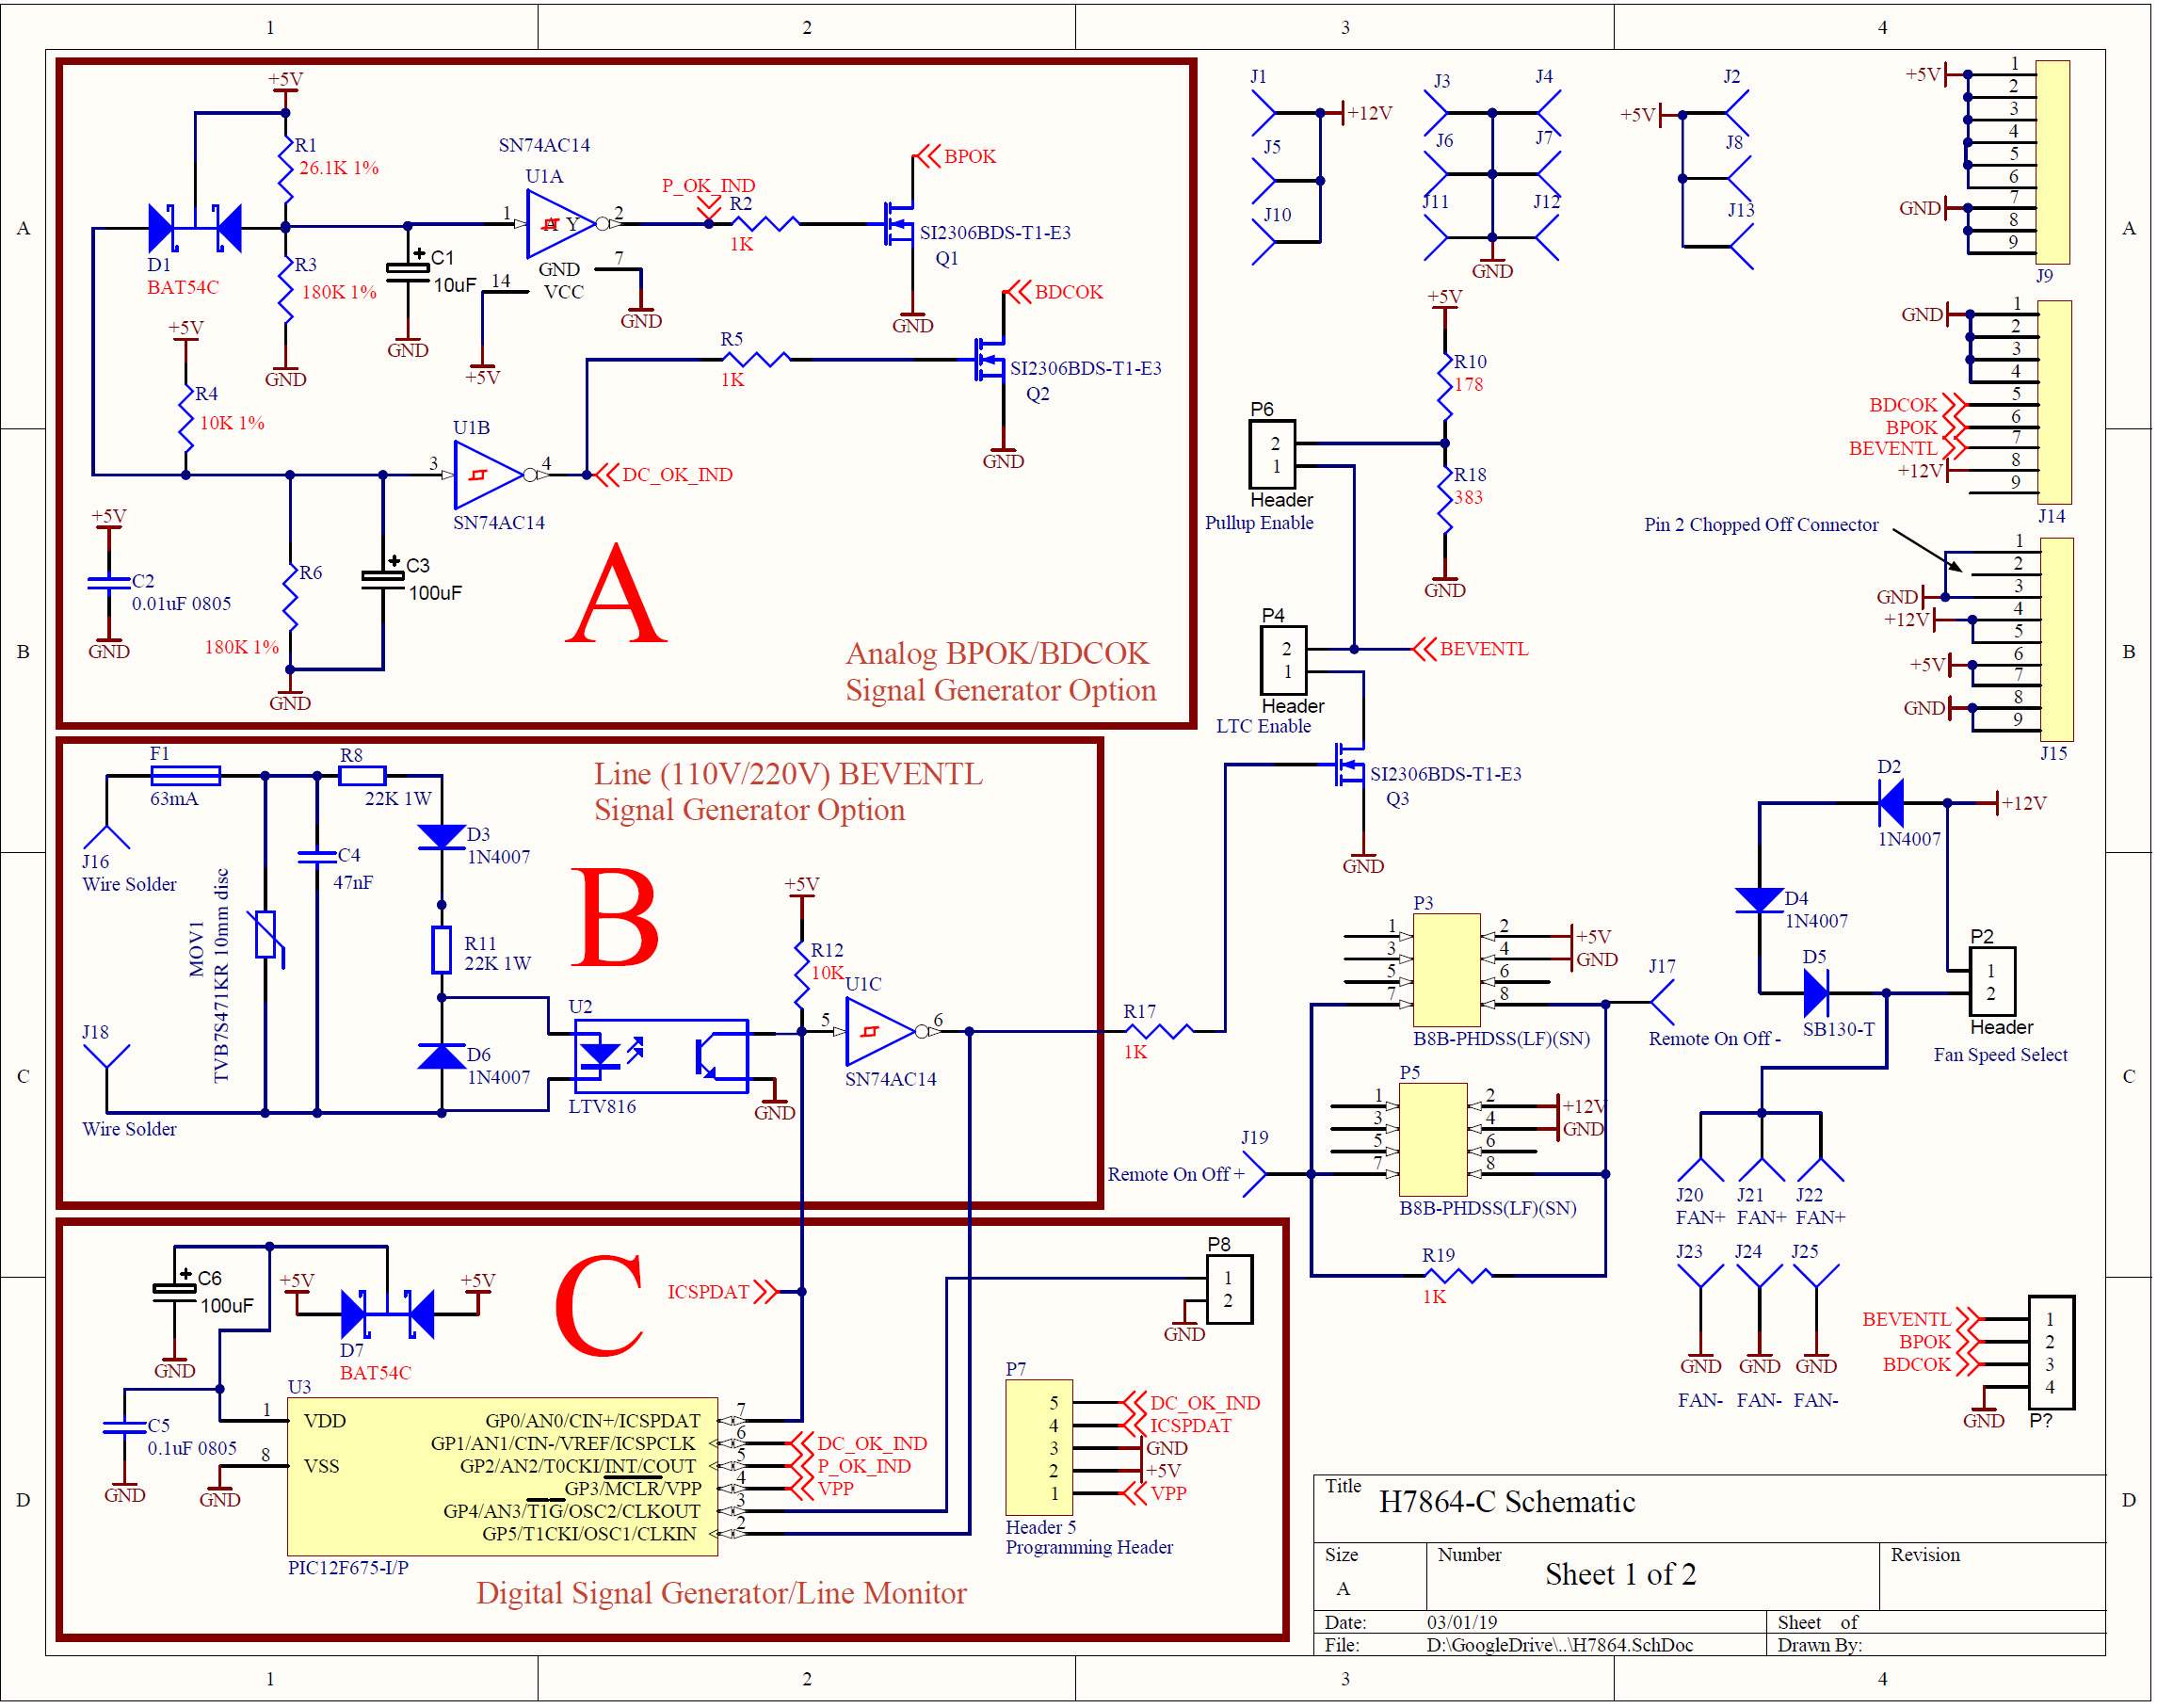 1 2 3 4
A
B
C
D
+5V
R1
26.1K 1%
D1
BAT54C
R3
180K 1%
GND
C1
10uF
GND
SN74AC14
U1A
1
A Y
2
GND
7
14
VCC
GND
+5V
P_OK_IND
R2
1K
BPOK
SI2306BDS-T1-E3
Q1
GND
BDCOK
SI2306BDS-T1-E3
Q2
GND
R5
1K
+5V
R4
10K 1%
U1B
3
4
SN74AC14
DC_OK_IND
+5V
C2
0.01uF 0805
GND
R6
180K 1%
GND
C3
100uF
A
Analog BPOK/BDCOK
Signal Generator Option
F1
63mA
J16
Wire Solder
MOV1
TVB7S471KR 10mm disc
C4
47nF
R8
22K 1W
D3
1N4007
R11
22K 1W
D6
1N4007
J18
Wire Solder
Line (110V/220V) BEVENTL
Signal Generator Option
B
U2
LTV816
GND
+5V
R12
10K
U1C
5
6
SN74AC14
R17
1K
C6
100uF
GND
+5V
+5V
D7
BAT54C
C
ICSPDAT
C5
0.1uF 0805
GND
GND
U3
1
VDD
8
VSS
GP0/AN0/CIN+/ICSPDAT
7
GP1/AN1/CIN-/VREF/ICSPCLK
6
DC_OK_IND
GP2/AN2/T0CKI/INT/COUT
5
P_OK_IND
GP3/MCLR/VPP
4
VPP
GP4/AN3/T1G/OSC2/CLKOUT
3
GP5/T1CKI/OSC1/CLKIN
2
PIC12F675-I/P
Digital Signal Generator/Line Monitor
P8
1
2
GND
P7
5
DC_OK_IND
4
ICSPDAT
3
GND
2
+5V
1
VPP
Header 5
Programming Header
J1
J5
J10
+12V
J3
J4
J6
J7
J11
J12
GND
J2
J8
J13
+5V
+5V
GND
1
2
3
4
5
6
7
8
9
J9
GND
BDCOK
BPOK
BEVENTL
+12V
1
2
3
4
5
6
7
8
9
J14
Pin 2 Chopped Off Connector
GND
+12V
+5V
GND
1
2
3
4
5
6
7
8
9
J15
+5V
R10
178
R18
383
GND
P6
2
1
Header
Pullup Enable
P4
2
1
Header
LTC Enable
BEVENTL
SI2306BDS-T1-E3
Q3
GND
P3
1
3
5
7
2
4
6
8
+5V
GND
B8B-PHDSS(LF)(SN)
J17
Remote On Off -
P5
1
3
5
7
2
4
6
8
+12V
GND
B8B-PHDSS(LF)(SN)
J19
Remote On Off +
R19
1K
D2
1N4007
+12V
D4
1N4007
D5
SB130-T
P2
1
2
Header
Fan Speed Select
J20
FAN+
J21
FAN+
J22
FAN+
J23
J24
J25
GND
GND
GND
FAN-
FAN-
FAN-
BEVENTL
BPOK
BDCOK
GND
1
2
3
4
P?
Title
H7864-C Schematic
Size
A
Number
Sheet 1 of 2
Revision
Date:
03/01/19
Sheet of
File:
D:\GoogleDrive\..\H7864.SchDoc
Drawn By:
A
B
C
D
1 2 3 4